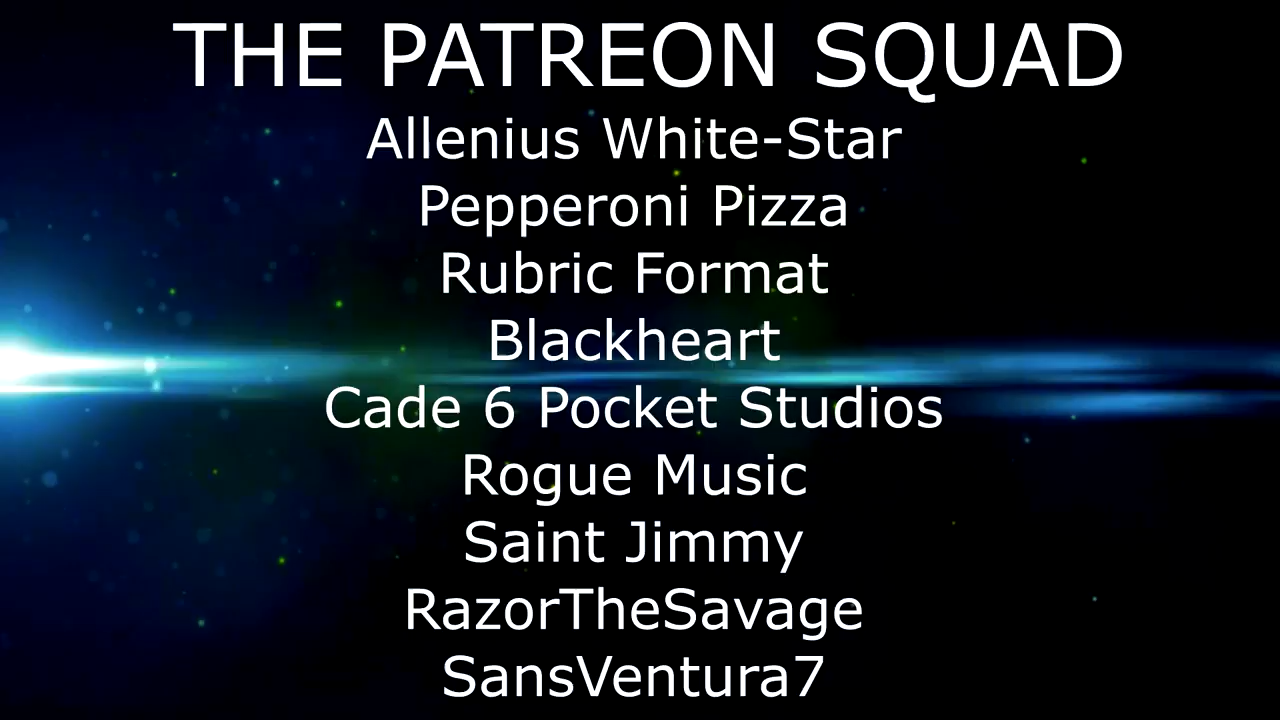 THE PATREON SQUAD
Allenius White-Star
Pepperoni Pizza
Rubric Format
Blackheart
Cade 6 Pocket Studios
Rogue Music
Saint Jimmy
RazorTheSavage
SansVentura7